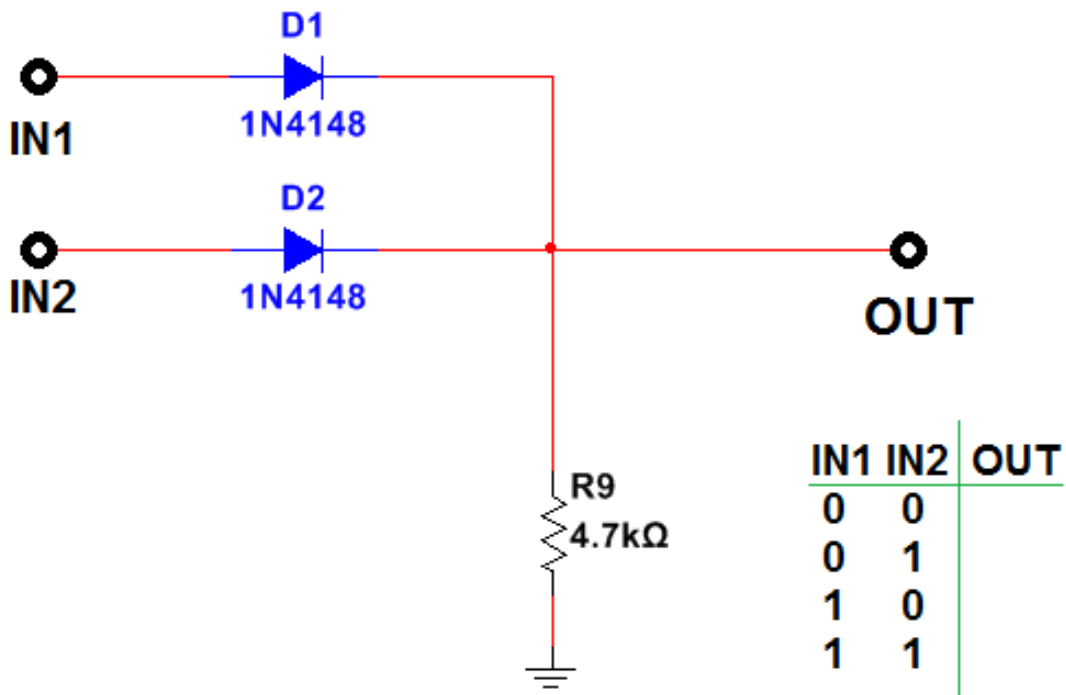 D1
1N4148
IN1
D2
1N4148
IN2
OUT
R9
4.7kΩ
IN1 IN2 OUT
0 0
0 1
1 0
1 1